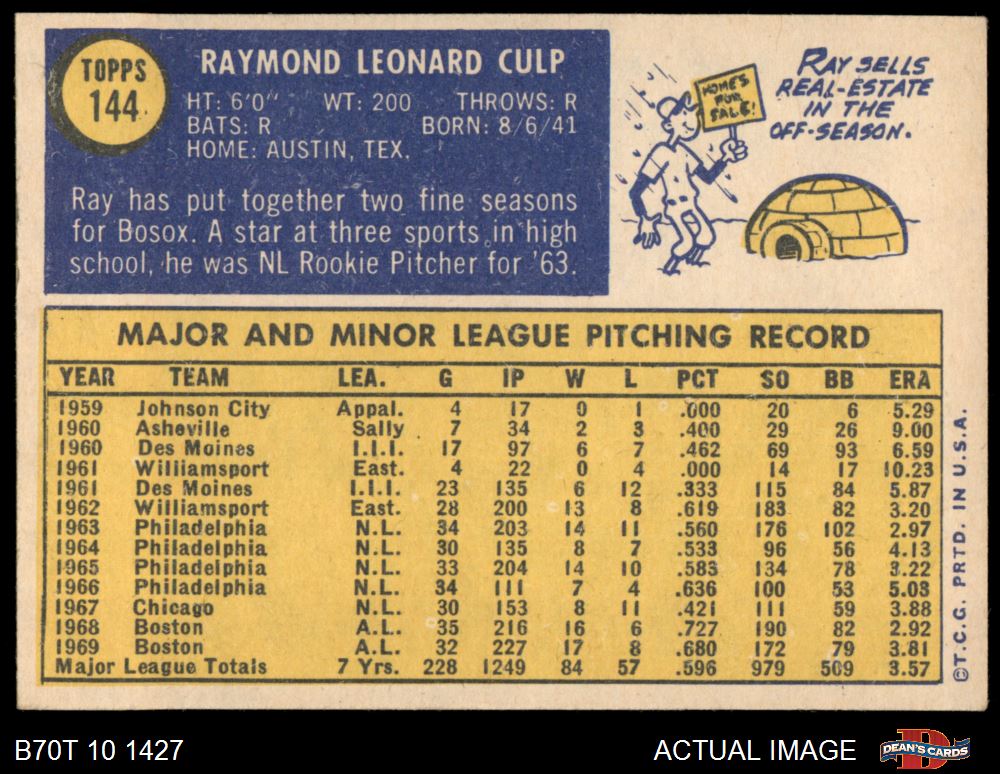 TOPPS
144
RAYMOND LEONARD CULP
HT: 6'0" WT: 200 THROWS: R
BATS: R BORN: 8/6/41
HOME: AUSTIN, TEX.
Ray has put together two fine seasons
for Bosox. A star at three sports in high
school, he was NL Rookie Pitcher for '63.
HOMES
FOR
SALE!
RAY SELLS
REAL-ESTATE
IN THE
OFF-SEASON.
MAJOR AND MINOR LEAGUE PITCHING RECORD
YEAR TEAM LEA. G IP W L PCT SO BB ERA
1959 Johnson City Appal. 4 17 0 1 .000 20 6 5.29
1960 Asheville Sally 7 34 2 3 .400 29 26 9.00
1960 Des Moines I.I.I. 17 97 6 7 .462 69 93 6.59
1961 Williamsport East. 4 22 0 4 .000 14 17 10.23
1961 Des Moines I.I.I. 23 135 6 12 .333 115 84 5.87
1962 Williamsport East. 28 200 13 8 .619 183 82 3.20
1963 Philadelphia N.L. 34 203 14 11 .560 176 102 2.97
1964 Philadelphia N.L. 30 135 8 7 .533 96 56 4.13
1965 Philadelphia N.L. 33 204 14 10 .583 134 78 3.22
1966 Philadelphia N.L. 34 111 7 4 .636 100 53 5.03
1967 Chicago N.L. 30 153 8 11 .421 111 59 3.88
1968 Boston A.L. 35 216 16 6 .727 190 82 2.92
1969 Boston A.L. 32 227 17 8 .680 172 79 3.81
Major League Totals 7 Yrs. 228 1249 84 57 .596 979 509 3.57
©T.C.G. PRTD. IN U.S.A.
B70T 10 1427
ACTUAL IMAGE
DEAN'S CARDS